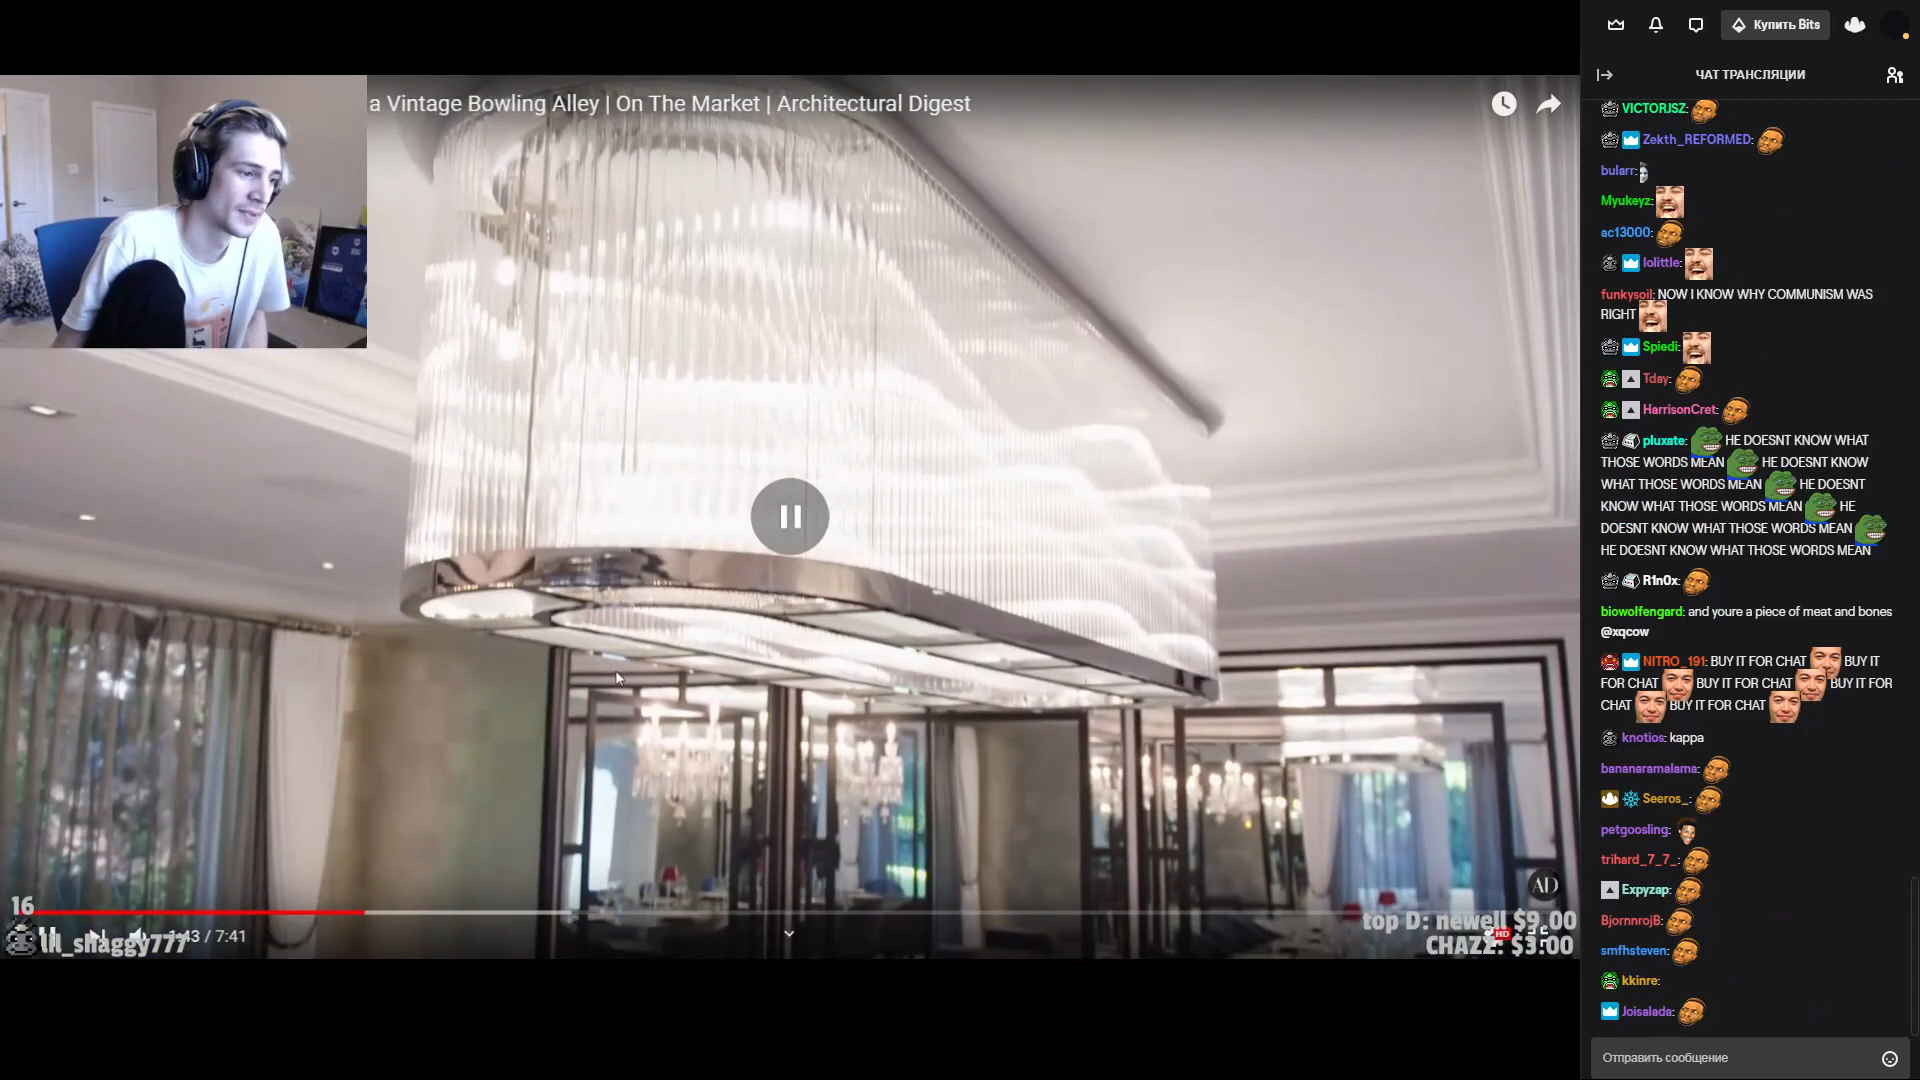 a Vintage Bowling Alley | On The Market | Architectural Digest
AD
16
lil_shaggy777
1:43 / 7:41
top D: newell $9.00
HD
CHAZZ: $3.00
Купить Bits
ЧАТ ТРАНСЛЯЦИИ
VICTORJSZ:
Zekth_REFORMED:
bularr:
Myukeyz:
ac13000:
lolittle:
funkysoil: NOW I KNOW WHY COMMUNISM WAS
RIGHT
Spiedi:
Tday:
HarrisonCret:
pluxate: HE DOESNT KNOW WHAT
THOSE WORDS MEAN HE DOESNT KNOW
WHAT THOSE WORDS MEAN HE DOESNT
KNOW WHAT THOSE WORDS MEAN HE
DOESNT KNOW WHAT THOSE WORDS MEAN
HE DOESNT KNOW WHAT THOSE WORDS MEAN
R1n0x:
biowolfengard: and youre a piece of meat and bones
@xqcow
NITRO_191: BUY IT FOR CHAT BUY IT
FOR CHAT BUY IT FOR CHAT BUY IT FOR
CHAT BUY IT FOR CHAT
knotios: kappa
bananaramalama:
Seeros_:
petgoosling:
trihard_7_7_:
Expyzap:
BjornnrojB:
smfhsteven:
kkinre:
Joisalada:
Отправить сообщение